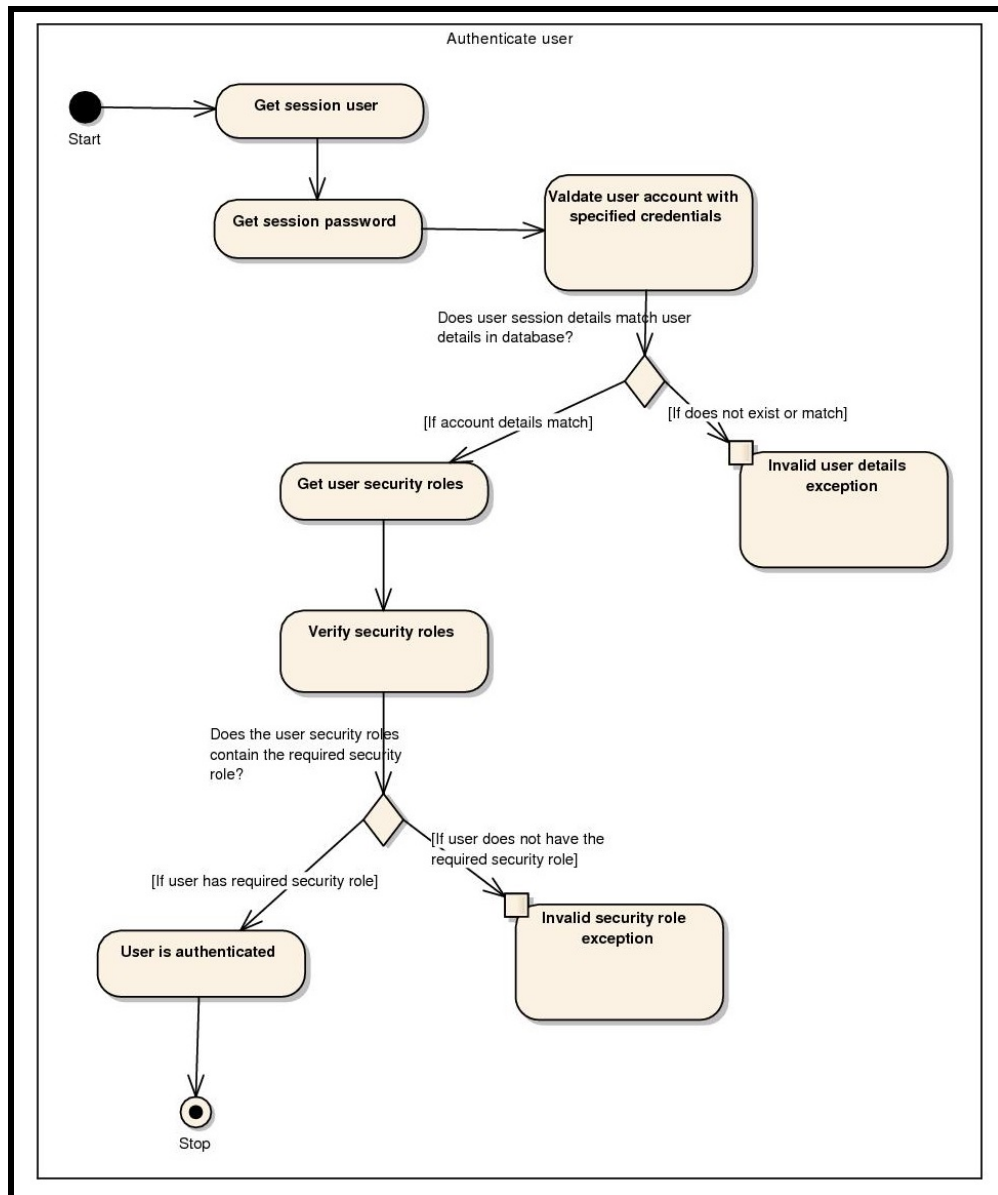 Authenticate user
Get session user
Start
Get session password
Valdate user account with
specified credentials
Does user session details match user
details in database?
[If account details match]
[If does not exist or match]
Get user security roles
Invalid user details
exception
Verify security roles
Does the user security roles
contain the required security
role?
[If user does not have the
required security role]
[If user has required security role]
Invalid security role
exception
User is authenticated
Stop